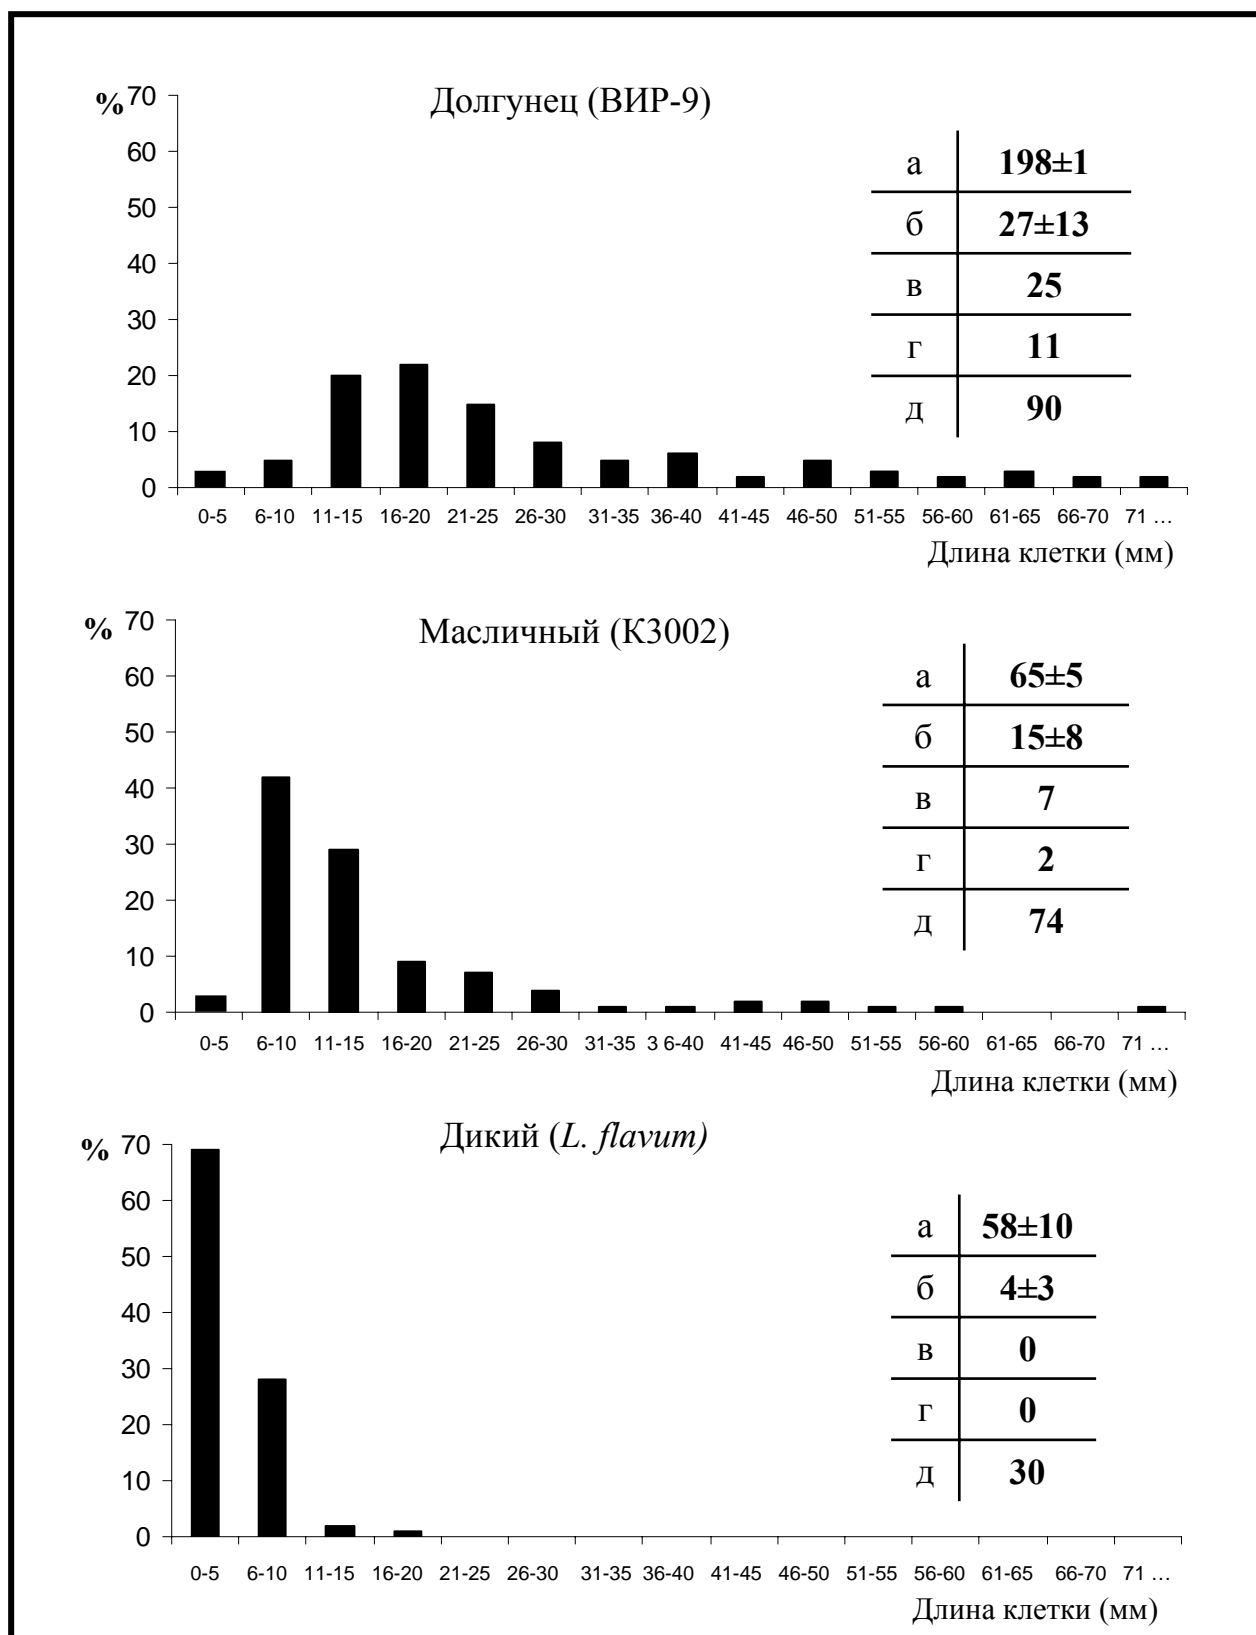 Долгунец (ВИР-9)
% 70
60
50
40
30
20
10
0
а 198±1
б 27±13
в 25
г 11
д 90
0-5 6-10 11-15 16-20 21-25 26-30 31-35 36-40 41-45 46-50 51-55 56-60 61-65 66-70 71 ...
Длина клетки (мм)
Масличный (К3002)
% 70
60
50
40
30
20
10
0
а 65±5
б 15±8
в 7
г 2
д 74
0-5 6-10 11-15 16-20 21-25 26-30 31-35 3 6-40 41-45 46-50 51-55 56-60 61-65 66-70 71 ...
Длина клетки (мм)
Дикий (L. flavum)
% 70
60
50
40
30
20
10
0
а 58±10
б 4±3
в 0
г 0
д 30
0-5 6-10 11-15 16-20 21-25 26-30 31-35 36-40 41-45 46-50 51-55 56-60 61-65 66-70 71 ...
Длина клетки (мм)